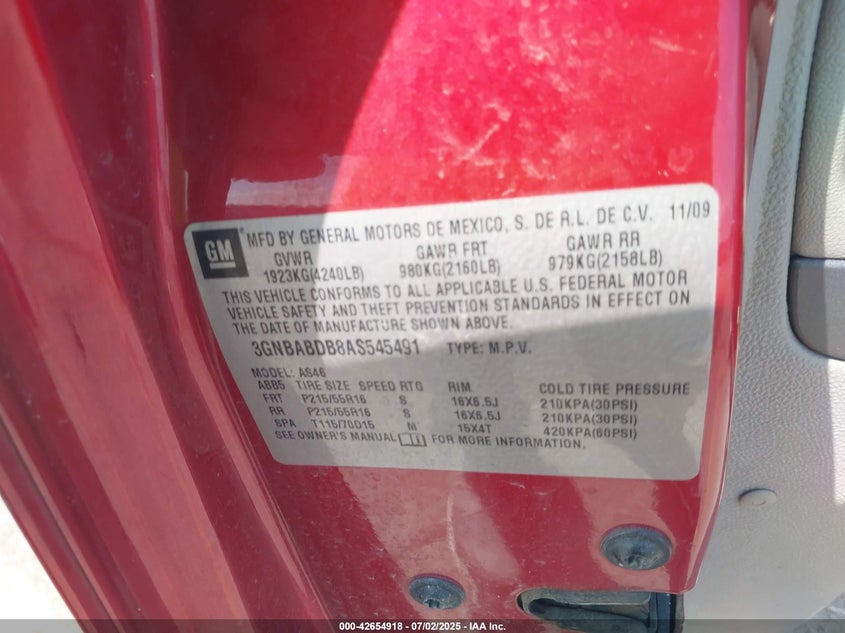 GM
MFD BY GENERAL MOTORS DE MEXICO, S. DE R.L. DE C.V. 11/09
GVWR GAWR FRT GAWR RR
1923KG(4240LB) 980KG(2160LB) 979KG(2158LB)
THIS VEHICLE CONFORMS TO ALL APPLICABLE U.S. FEDERAL MOTOR
VEHICLE SAFETY AND THEFT PREVENTION STANDARDS IN EFFECT ON
THE DATE OF MANUFACTURE SHOWN ABOVE.
3GNBABDB8AS545491 TYPE: M.P.V.
MODEL: AS46
ABB5 TIRE SIZE SPEED RTG RIM COLD TIRE PRESSURE
FRT P215/55R16 S 16X6.5J 210KPA(30PSI)
RR P215/55R16 S 16X6.5J 210KPA(30PSI)
SPA T115/70D15 M 15X4T 420KPA(60PSI)
SEE OWNER'S MANUAL FOR MORE INFORMATION.
000-42654918 - 07/02/2025 - IAA, Inc.